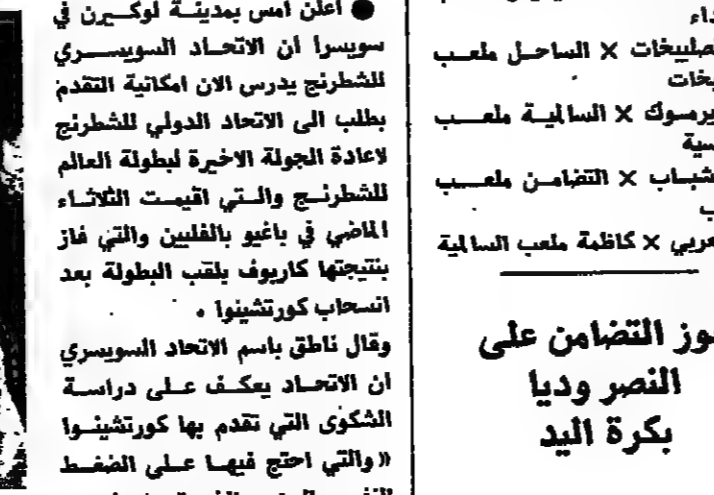 داء
صليبخات × الساحل ملعب
بخات
يرموك × السالمية ملعب
سية
شباب × التضامن ملعب
ب
عربي × كاظمة ملعب السالمية
وز التضامن على
النصر وديا
بكرة اليد
● اعلن امس بمدينة لوكيرن في
سويسرا ان الاتحاد السويسري
للشطرنج يدرس الان امكانية التقدم
بطلب الى الاتحاد الدولي للشطرنج
لاعادة الجولة الاخيرة لبطولة العالم
للشطرنج والتي اقيمت الثلاثاء
الماضي في باغيو بالفلبين والتي فاز
بنتيجتها كاربوف بلقب البطولة بعد
انسحاب كورتشينوا .
وقال ناطق باسم الاتحاد السويسري
ان الاتحاد يعكف على دراسة
الشكوى التي تقدم بها كورتشينوا
« والتي احتج فيها على الضغط